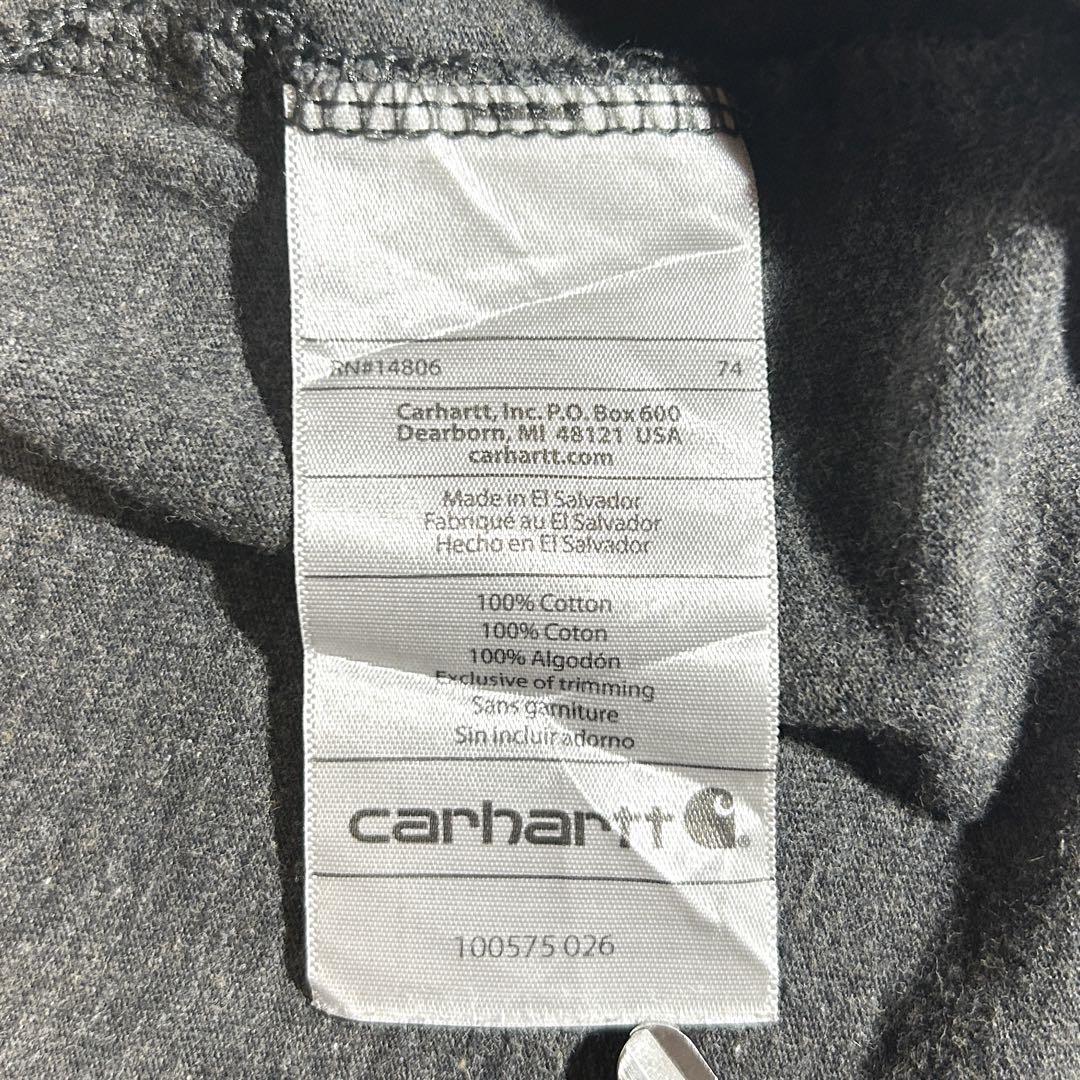 RN#14806 74
Carhartt, Inc. P.O. Box 600
Dearborn, MI 48121 USA
carhartt.com
Made in El Salvador
Fabriqué au El Salvador
Hecho en El Salvador
100% Cotton
100% Coton
100% Algodón
Exclusive of trimming
Sans garniture
Sin incluir adorno
carhartt
100575 026